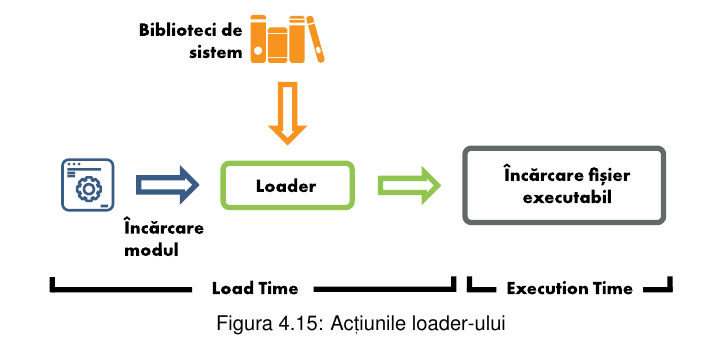 Biblioteci de
sistem
Loader
Încărcare fișier
executabil
Încărcare
modul
Load Time
Execution Time
Figura 4.15: Acțiunile loader-ului